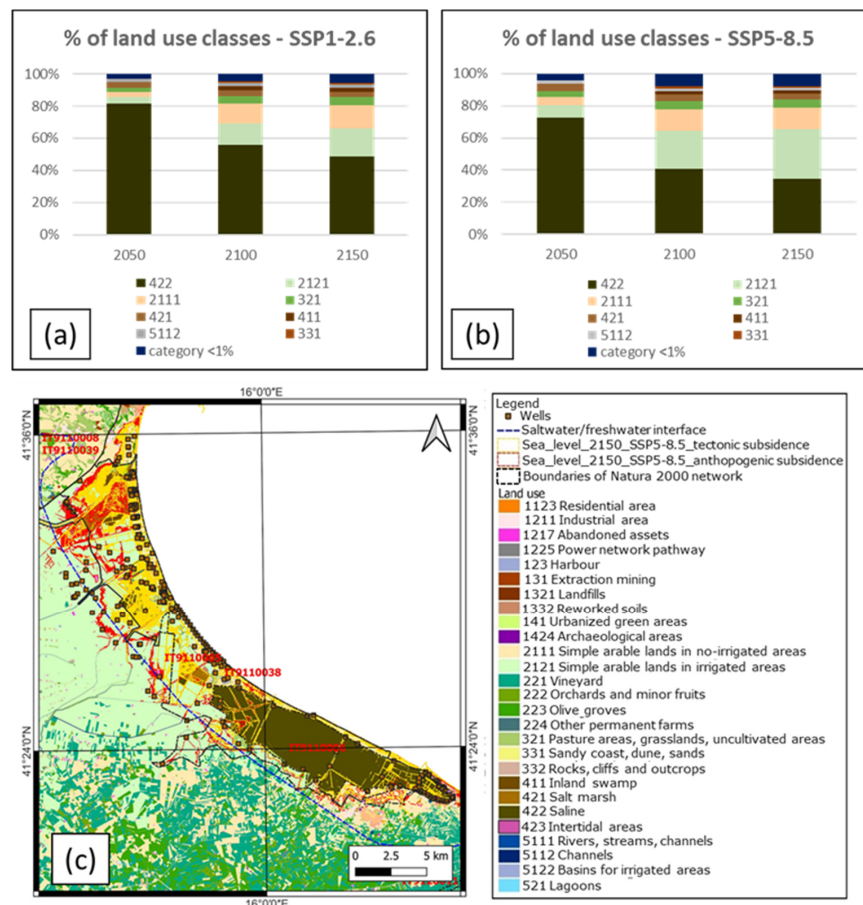 % of land use classes - SSP1-2.6
100%
80%
60%
40%
20%
0%
2050 2100 2150
422 2121
2111 321
421 411
5112 331
category <1%
(a)
% of land use classes - SSP5-8.5
100%
80%
60%
40%
20%
0%
2050 2100 2150
422 2121
2111 321
421 411
5112 331
category <1%
(b)
16°0'0"E
41°36'0"N
41°36'0"N
IT9110008
IT9110039
IT9110038
41°24'0"N
41°24'0"N
(c)
0 2.5 5 km
16°0'0"E
Legend
Wells
Saltwater/freshwater interface
Sea_level_2150_SSP5-8.5_tectonic subsidence
Sea_level_2150_SSP5-8.5_anthopogenic subsidence
Boundaries of Natura 2000 network
Land use
1123 Residential area
1211 Industrial area
1217 Abandoned assets
1225 Power network pathway
123 Harbour
131 Extraction mining
1321 Landfills
1332 Reworked soils
141 Urbanized green areas
1424 Archaeological areas
2111 Simple arable lands in no-irrigated areas
2121 Simple arable lands in irrigated areas
221 Vineyard
222 Orchards and minor fruits
223 Olive_groves
224 Other permanent farms
321 Pasture areas, grasslands, uncultivated areas
331 Sandy coast, dune, sands
332 Rocks, cliffs and outcrops
411 Inland swamp
421 Salt marsh
422 Saline
423 Intertidal areas
5111 Rivers, streams, channels
5112 Channels
5122 Basins for irrigated areas
521 Lagoons